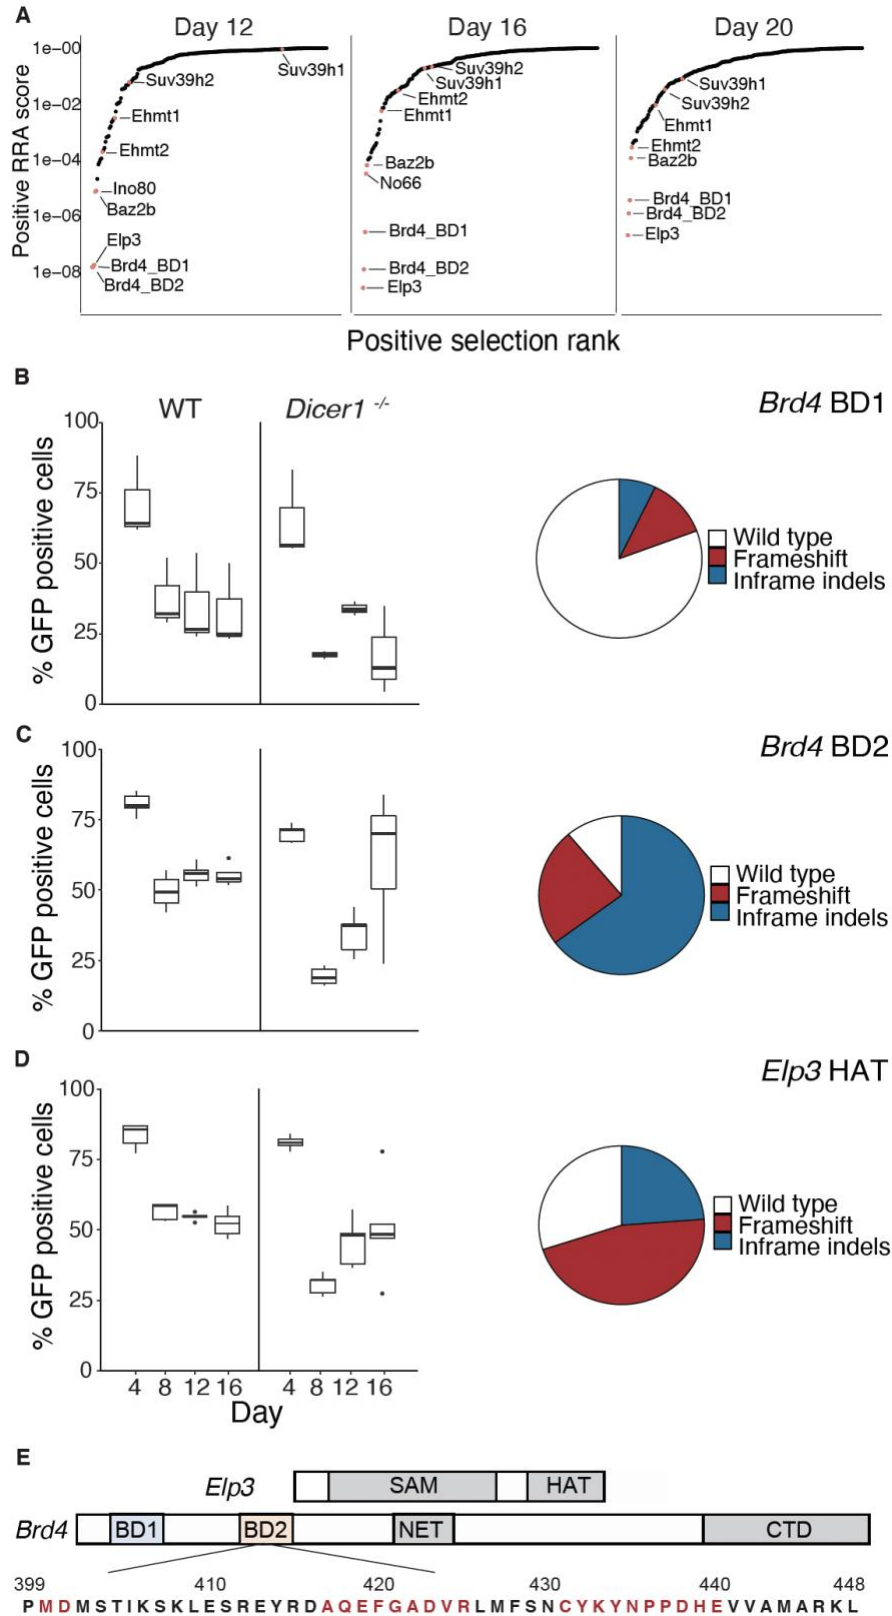 A
Day 12
Day 16
Day 20
Positive RRA score
1e−00
1e−02
1e−04
1e−06
1e−08
Suv39h1
Suv39h2
Ehmt1
Ehmt2
Ino80
Baz2b
Elp3
Brd4_BD1
Brd4_BD2
Suv39h2
Suv39h1
Ehmt2
Ehmt1
Baz2b
No66
Brd4_BD1
Brd4_BD2
Elp3
Suv39h1
Suv39h2
Ehmt1
Ehmt2
Baz2b
Brd4_BD1
Brd4_BD2
Elp3
Positive selection rank
B
WT
Dicer1 -/-
Brd4 BD1
% GFP positive cells
100
75
50
25
0
Wild type
Frameshift
Inframe indels
C
Brd4 BD2
% GFP positive cells
100
75
50
25
0
Wild type
Frameshift
Inframe indels
D
Elp3 HAT
% GFP positive cells
100
75
50
25
0
Wild type
Frameshift
Inframe indels
4 8 12 16
4 8 12 16
Day
E
Elp3
SAM
HAT
Brd4
BD1
BD2
NET
CTD
399 410 420 430 440 448
PMDMSTIKSKLESREYRDAQEFGADVRLMFSNCYKYNPPDHEVVAMARKL